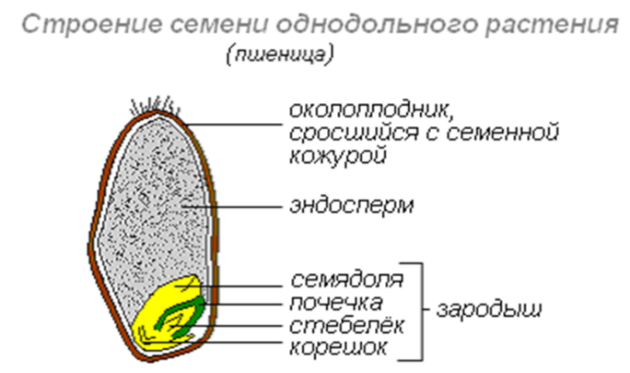 Строение семени однодольного растения
(пшеница)
околоплодник,
сросшийся с семенной
кожурой
эндосперм
семядоля
почечка
стебелёк
корешок
зародыш